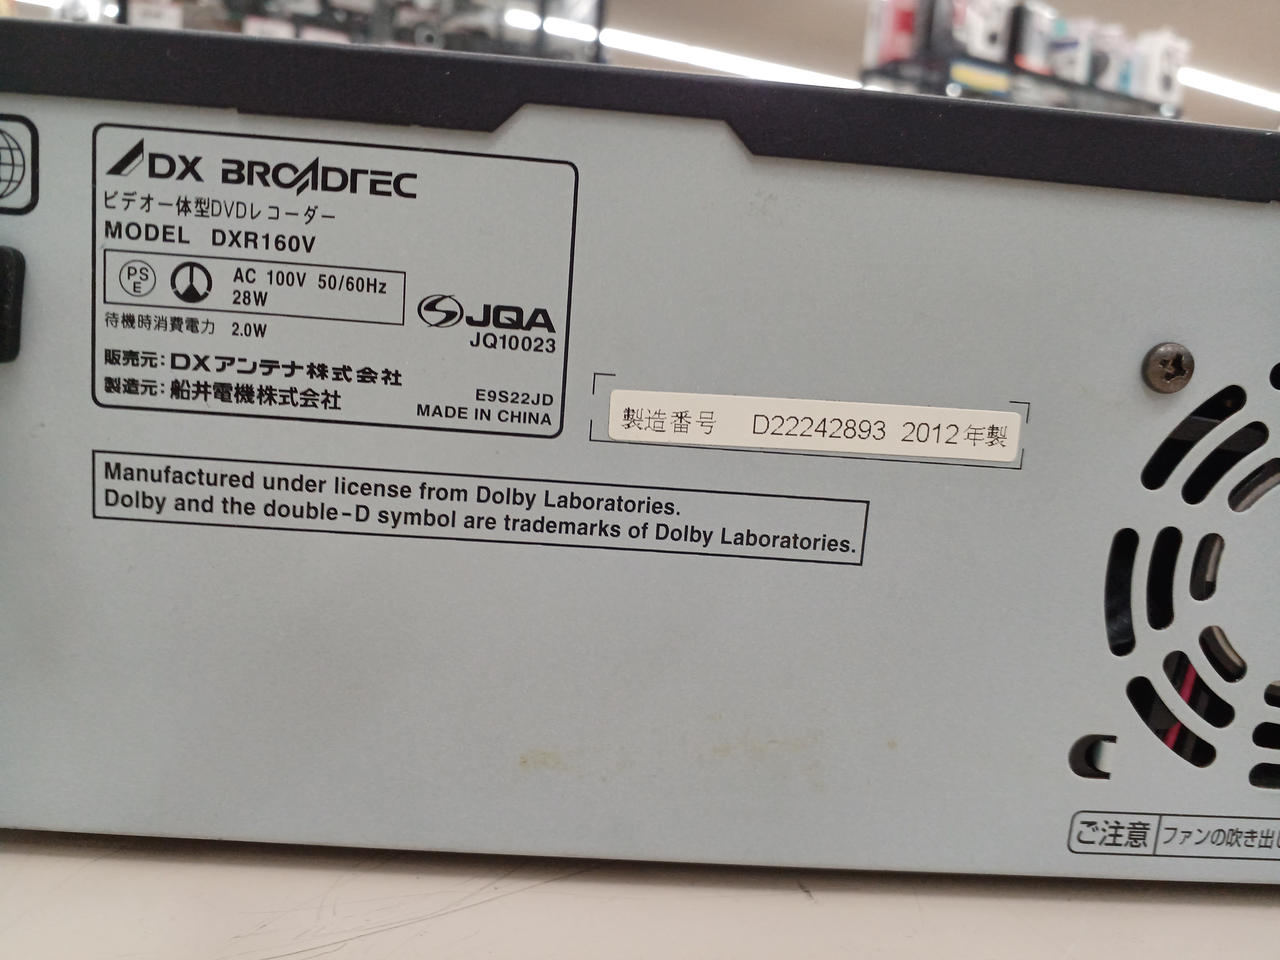 DX BROADTEC
ビデオ一体型DVDレコーダー
MODEL DXR160V
PS
E
AC 100V 50/60Hz
28W
待機時消費電力 2.0W
JQA
JQ10023
販売元：DXアンテナ株式会社
製造元：船井電機株式会社
E9S22JD
MADE IN CHINA
製造番号 D22242893 2012年製
Manufactured under license from Dolby Laboratories.
Dolby and the double-D symbol are trademarks of Dolby Laboratories.
ご注意 ファンの吹き出し